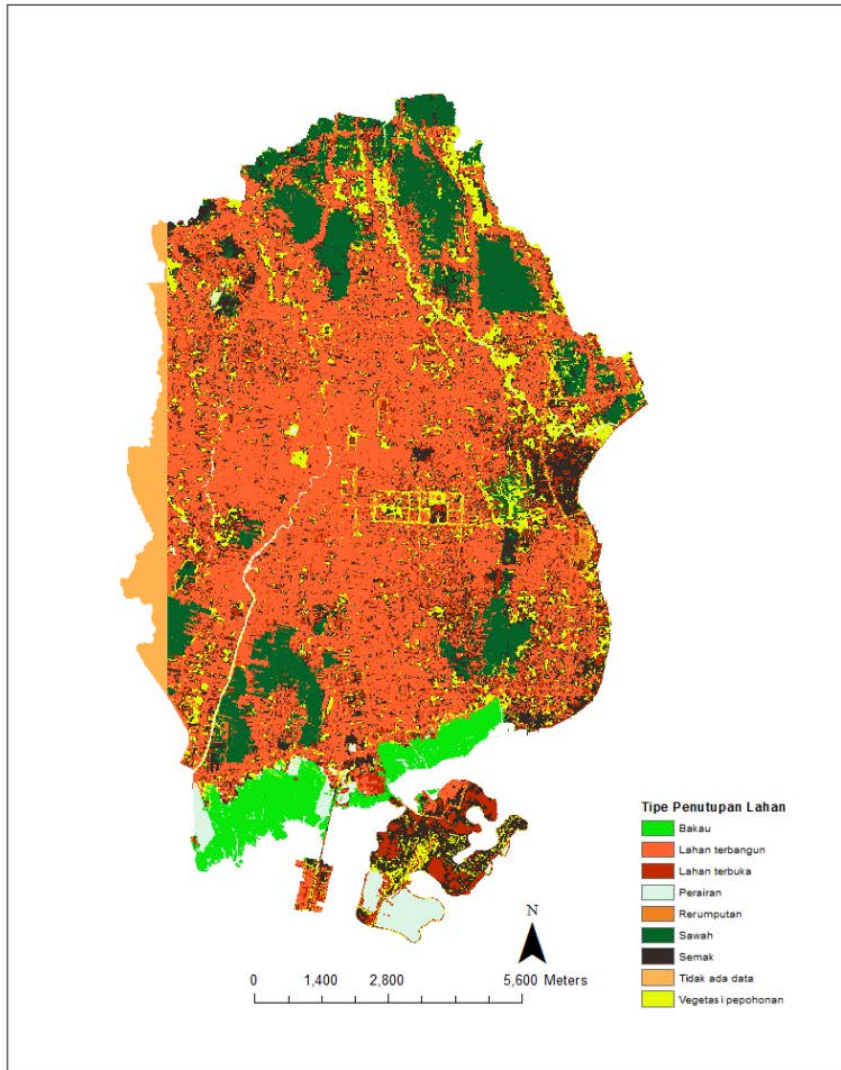 Tipe Penutupan Lahan
Bakau
Lahan terbangun
Lahan terbuka
Perairan
Rerumputan
Sawah
Semak
Tidak ada data
Vegetasi pepohonan
N
0 1,400 2,800 5,600 Meters